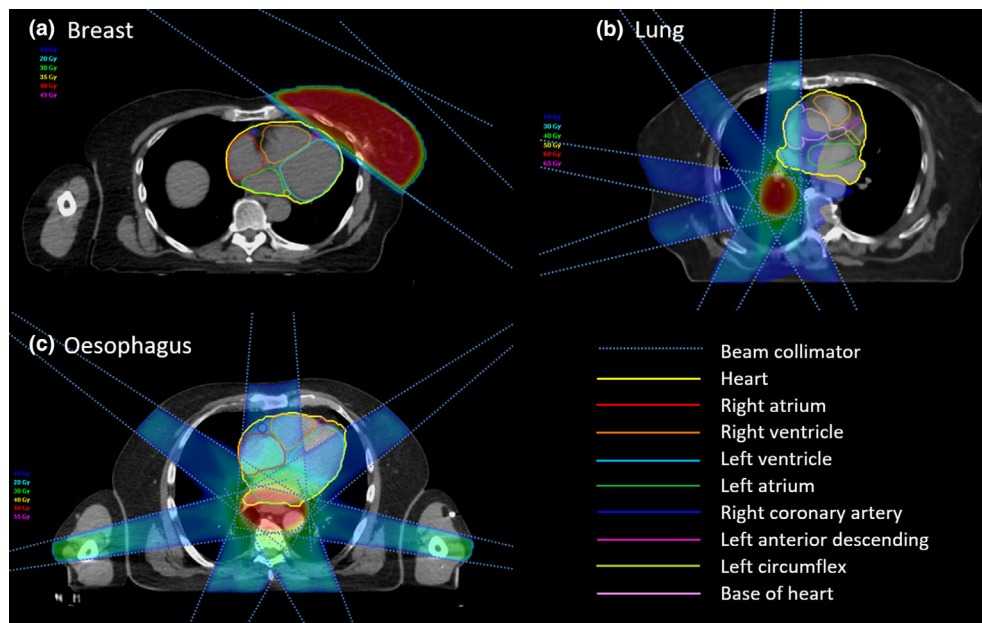 (a) Breast
10 Gy
20 Gy
30 Gy
35 Gy
40 Gy
45 Gy
(b) Lung
10 Gy
30 Gy
40 Gy
50 Gy
60 Gy
65 Gy
(c) Oesophagus
10 Gy
20 Gy
30 Gy
40 Gy
50 Gy
55 Gy
Beam collimator
Heart
Right atrium
Right ventricle
Left ventricle
Left atrium
Right coronary artery
Left anterior descending
Left circumflex
Base of heart